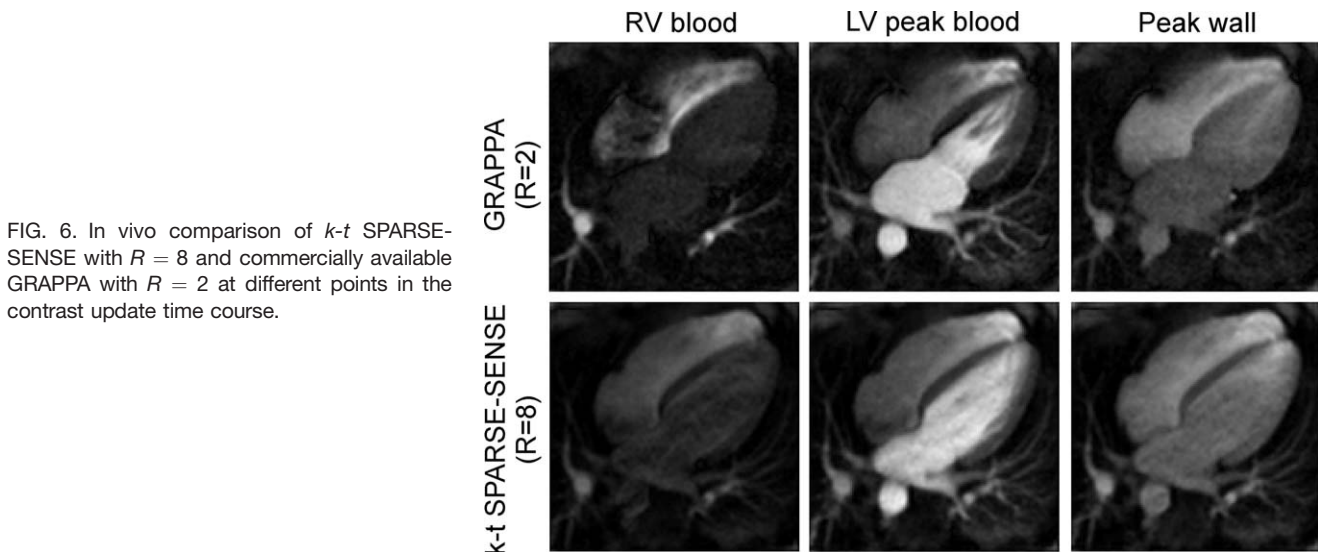 RV blood
LV peak blood
Peak wall
GRAPPA
(R=2)
k-t SPARSE-SENSE
(R=8)
FIG. 6. In vivo comparison of k-t SPARSE-
SENSE with R = 8 and commercially available
GRAPPA with R = 2 at different points in the
contrast update time course.